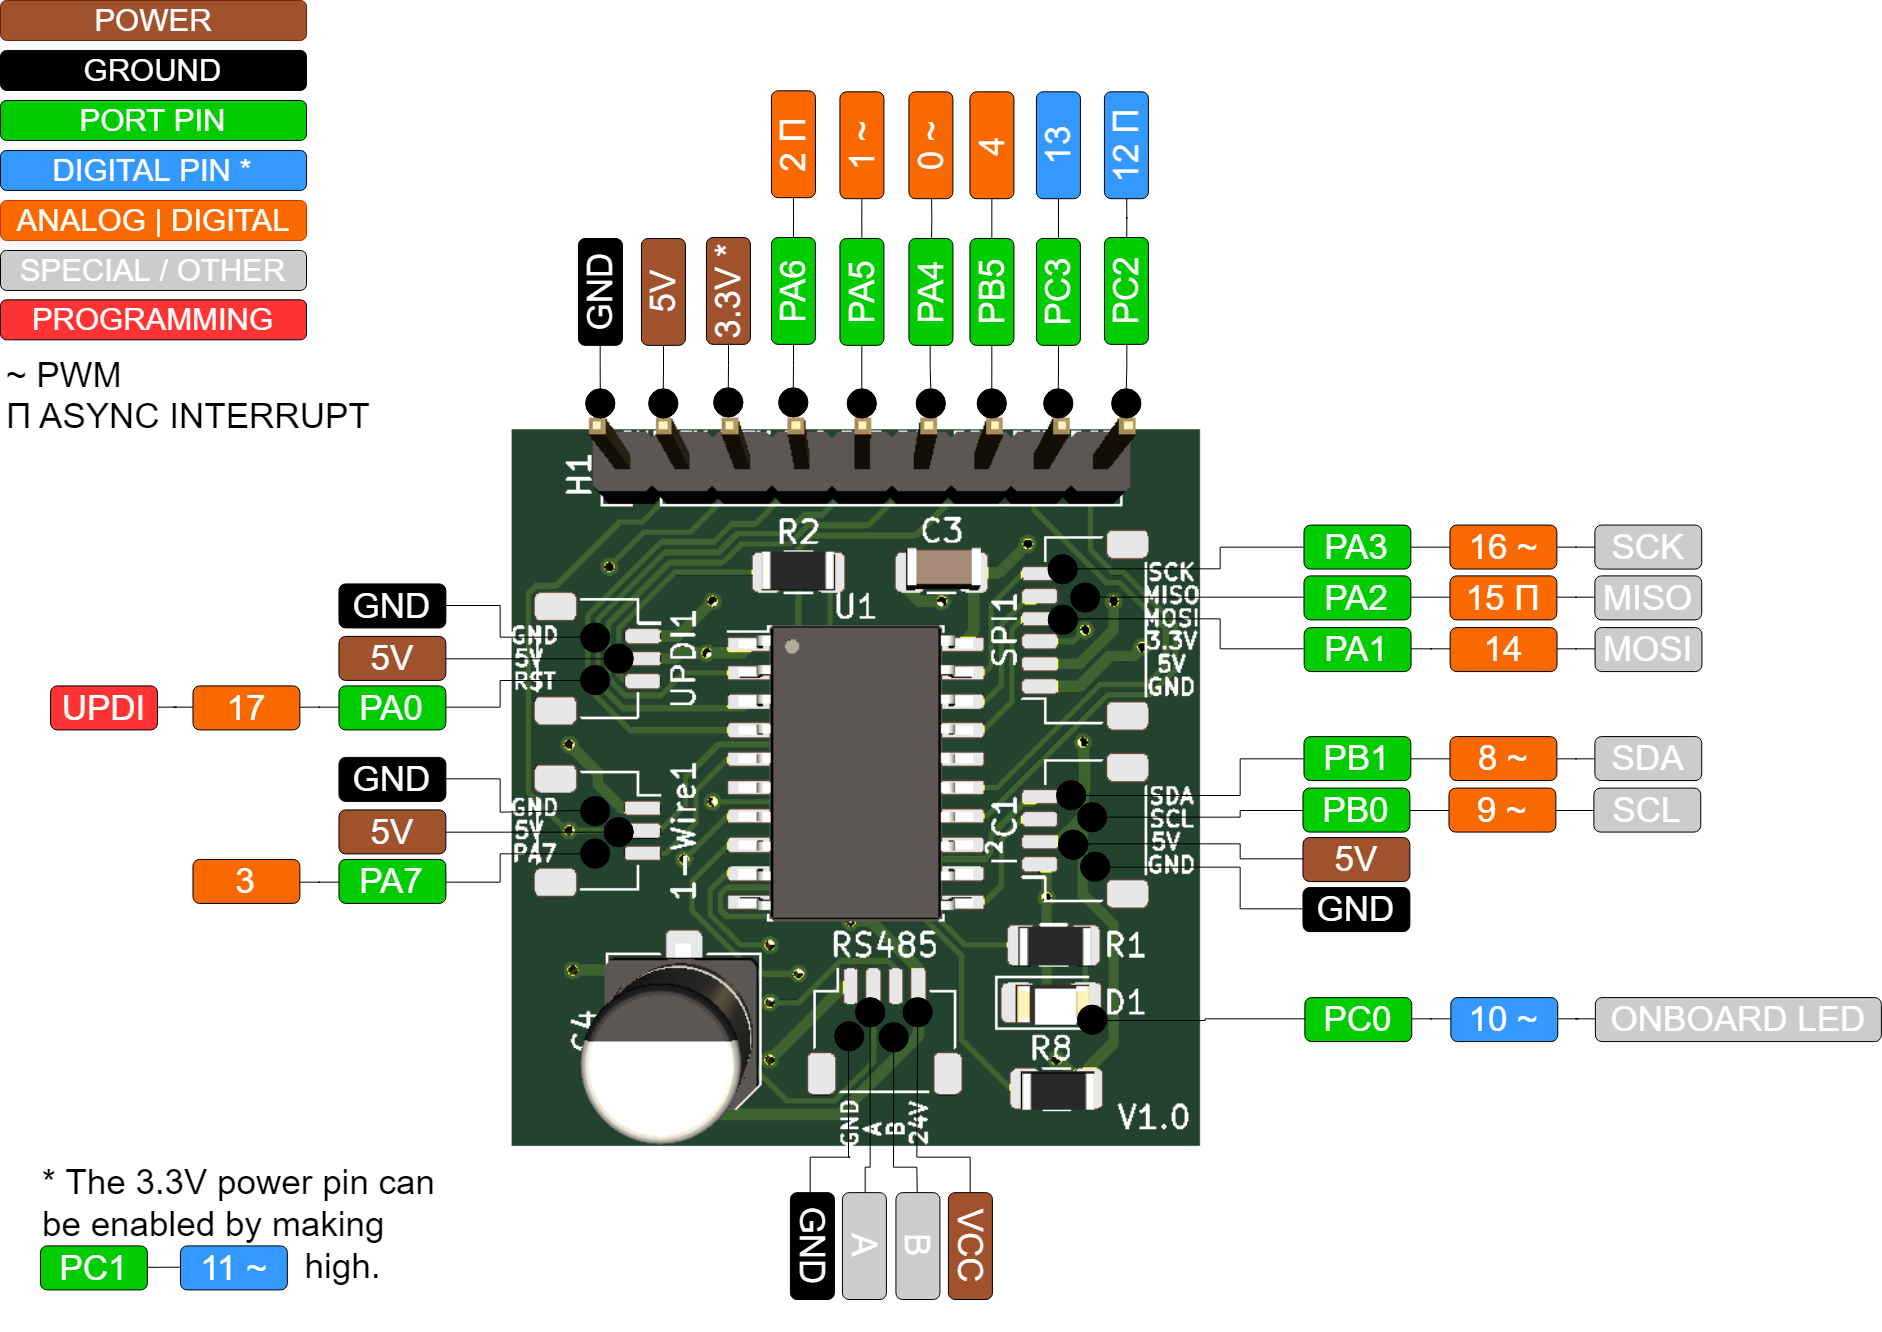 POWER
GROUND
PORT PIN
DIGITAL PIN *
ANALOG | DIGITAL
SPECIAL / OTHER
PROGRAMMING
~ PWM
Π ASYNC INTERRUPT
2 Π
1 ~
0 ~
4
13
12 Π
GND
5V
3.3V *
PA6
PA5
PA4
PB5
PC3
PC2
H1
R2
C3
U1
UPDI1
GND
5V
RST
1-Wire1
GND
5V
PA7
SPI1
SCK
MISO
MOSI
3.3V
5V
GND
I²C1
SDA
SCL
5V
GND
RS485
R1
D1
R8
C4
V1.0
GND
A
B
24V
GND
5V
UPDI 17 PA0
GND
5V
3 PA7
PA3 16 ~ SCK
PA2 15 Π MISO
PA1 14 MOSI
PB1 8 ~ SDA
PB0 9 ~ SCL
5V
GND
PC0 10 ~ ONBOARD LED
GND
A
B
VCC
* The 3.3V power pin can
be enabled by making
PC1 11 ~ high.